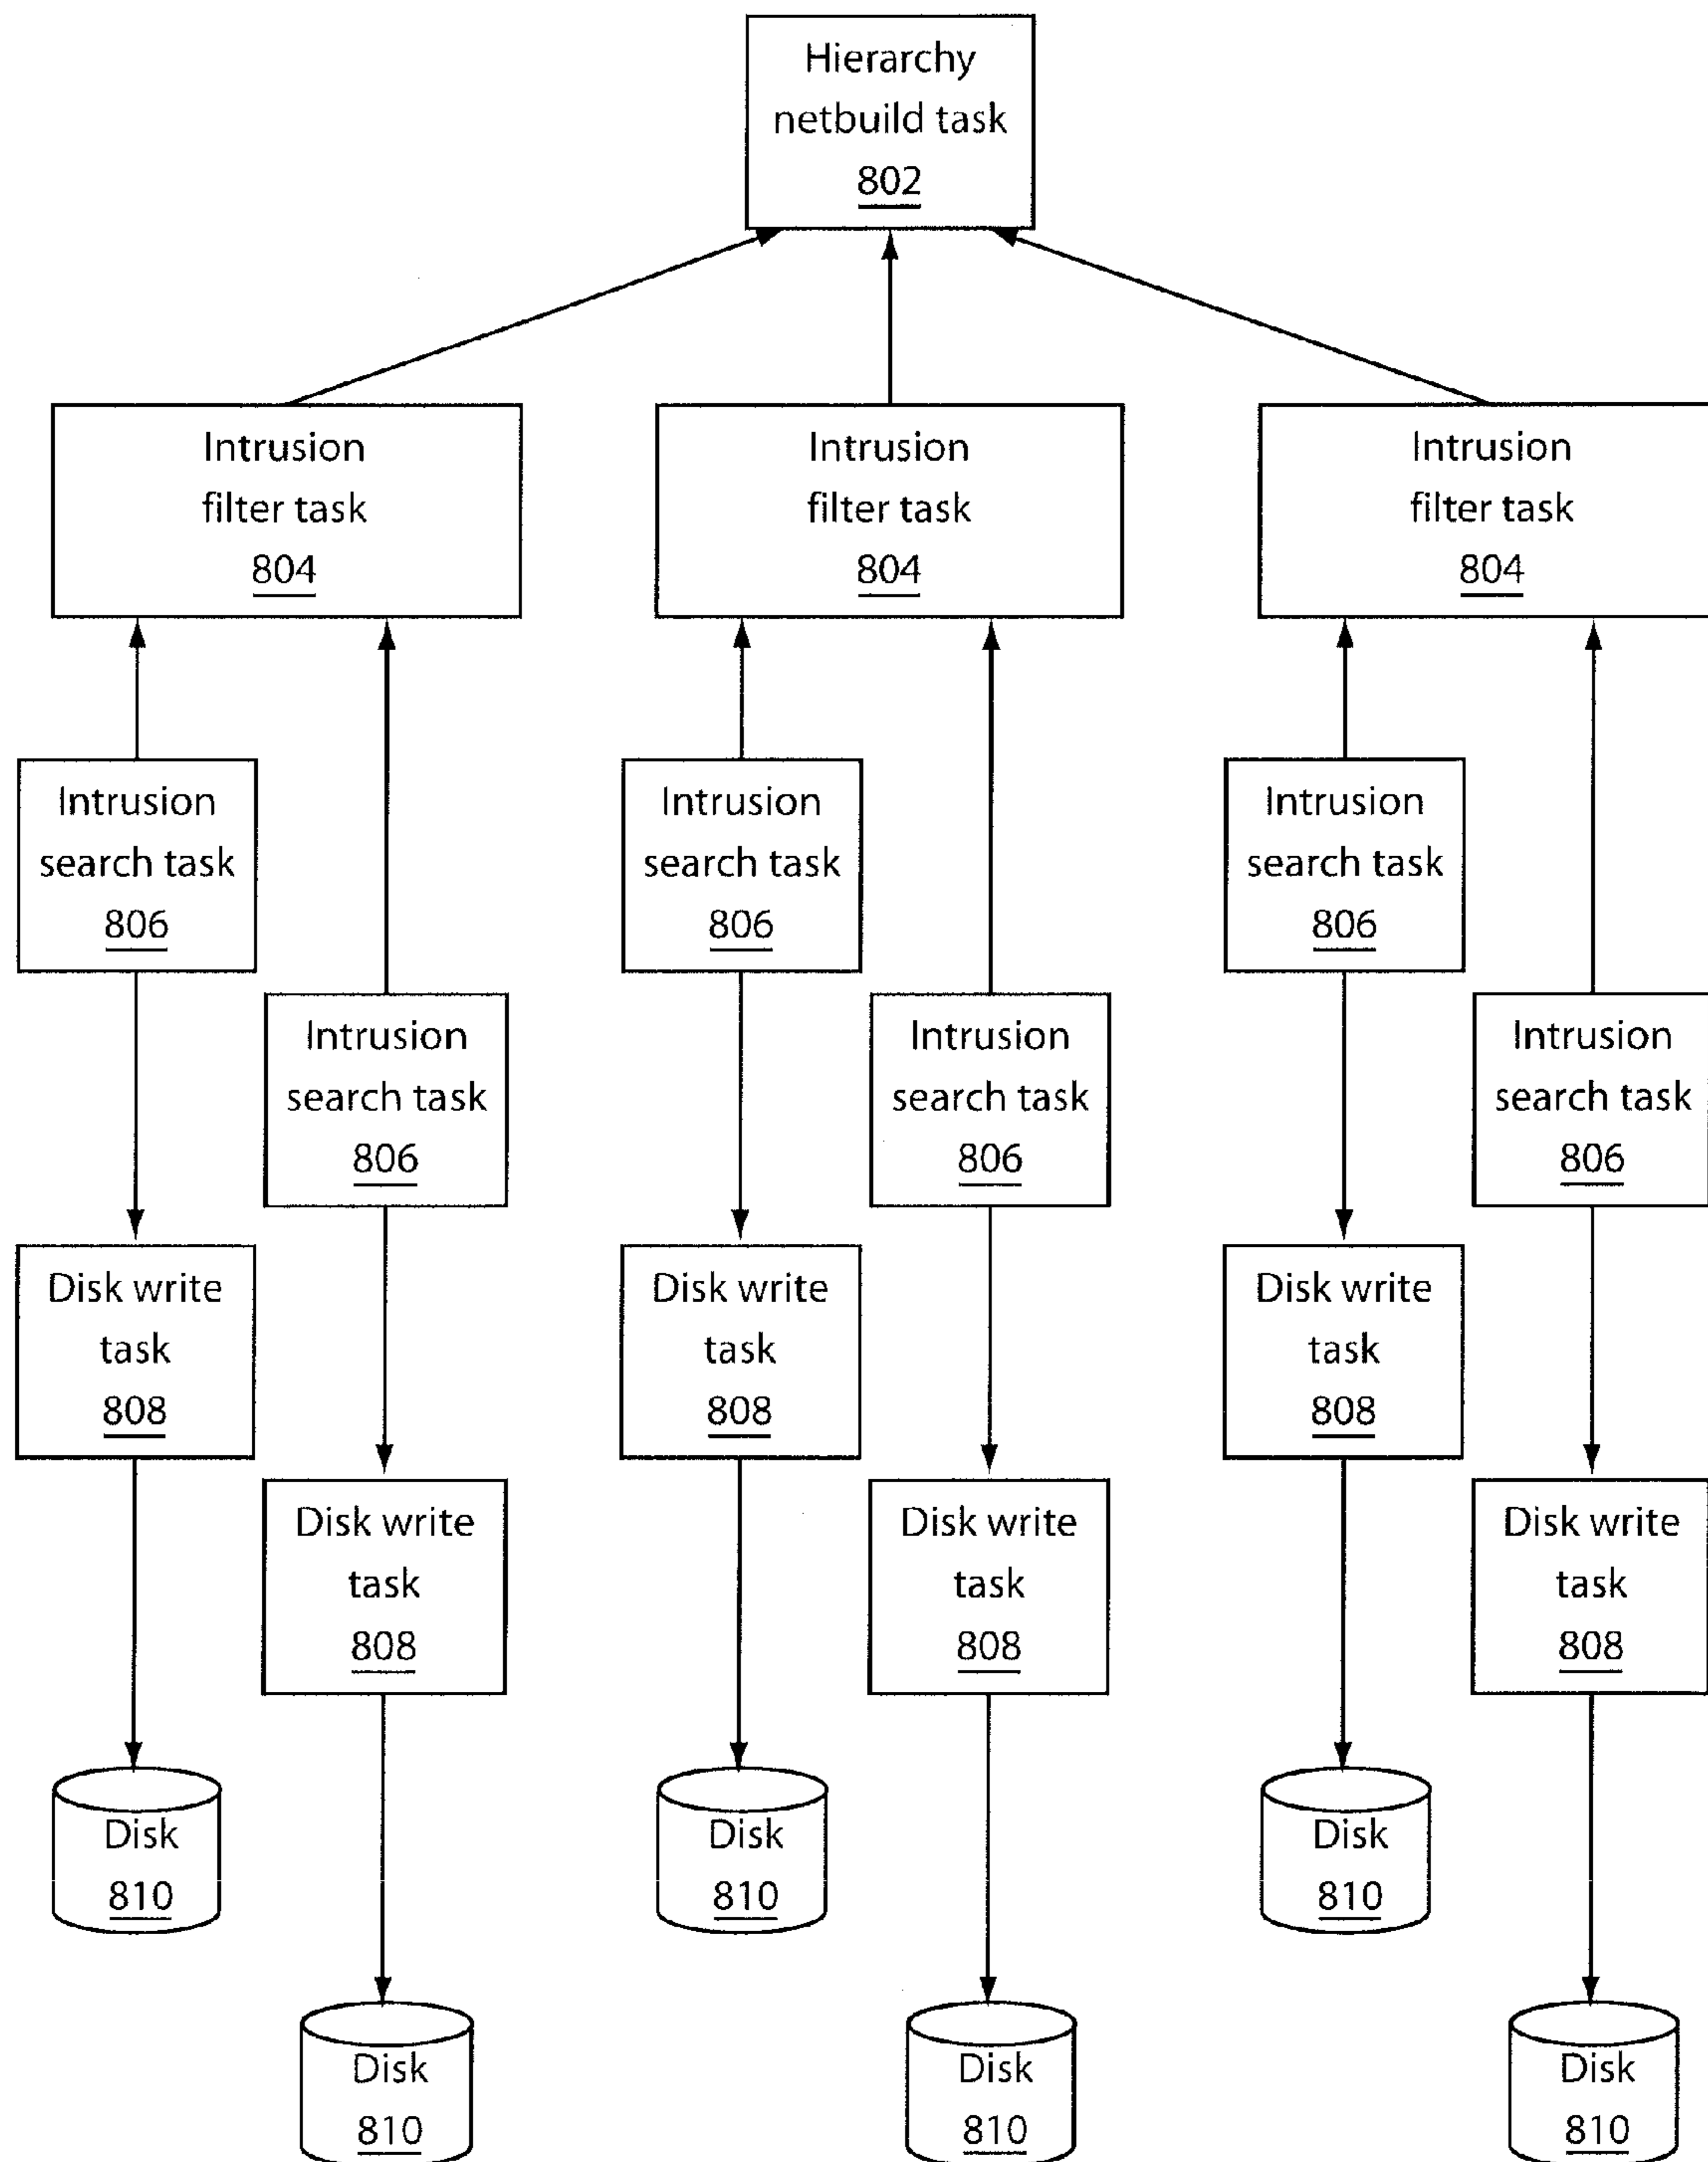 Hierarchy
netbuild task
802
Intrusion
filter task
804
Intrusion
filter task
804
Intrusion
filter task
804
Intrusion
search task
806
Intrusion
search task
806
Intrusion
search task
806
Intrusion
search task
806
Intrusion
search task
806
Intrusion
search task
806
Disk write
task
808
Disk write
task
808
Disk write
task
808
Disk write
task
808
Disk write
task
808
Disk write
task
808
Disk
810
Disk
810
Disk
810
Disk
810
Disk
810
Disk
810